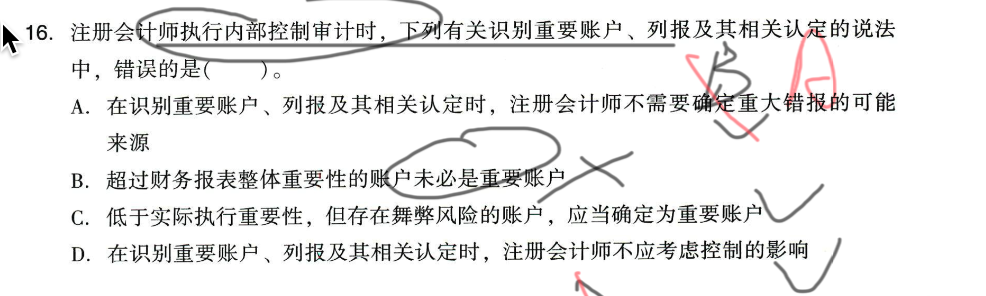 16. 注册会计师执行内部控制审计时，下列有关识别重要账户、列报及其相关认定的说法
中，错误的是(　　)。
B A
A. 在识别重要账户、列报及其相关认定时，注册会计师不需要确定重大错报的可能
来源
B. 超过财务报表整体重要性的账户未必是重要账户
C. 低于实际执行重要性，但存在舞弊风险的账户，应当确定为重要账户
D. 在识别重要账户、列报及其相关认定时，注册会计师不应考虑控制的影响